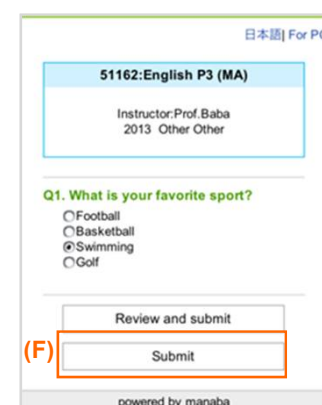 日本語| For PC
51162:English P3 (MA)
Instructor:Prof.Baba
2013 Other Other
Q1. What is your favorite sport?
Football
Basketball
Swimming
Golf
Review and submit
(F)
Submit
powered by manaba